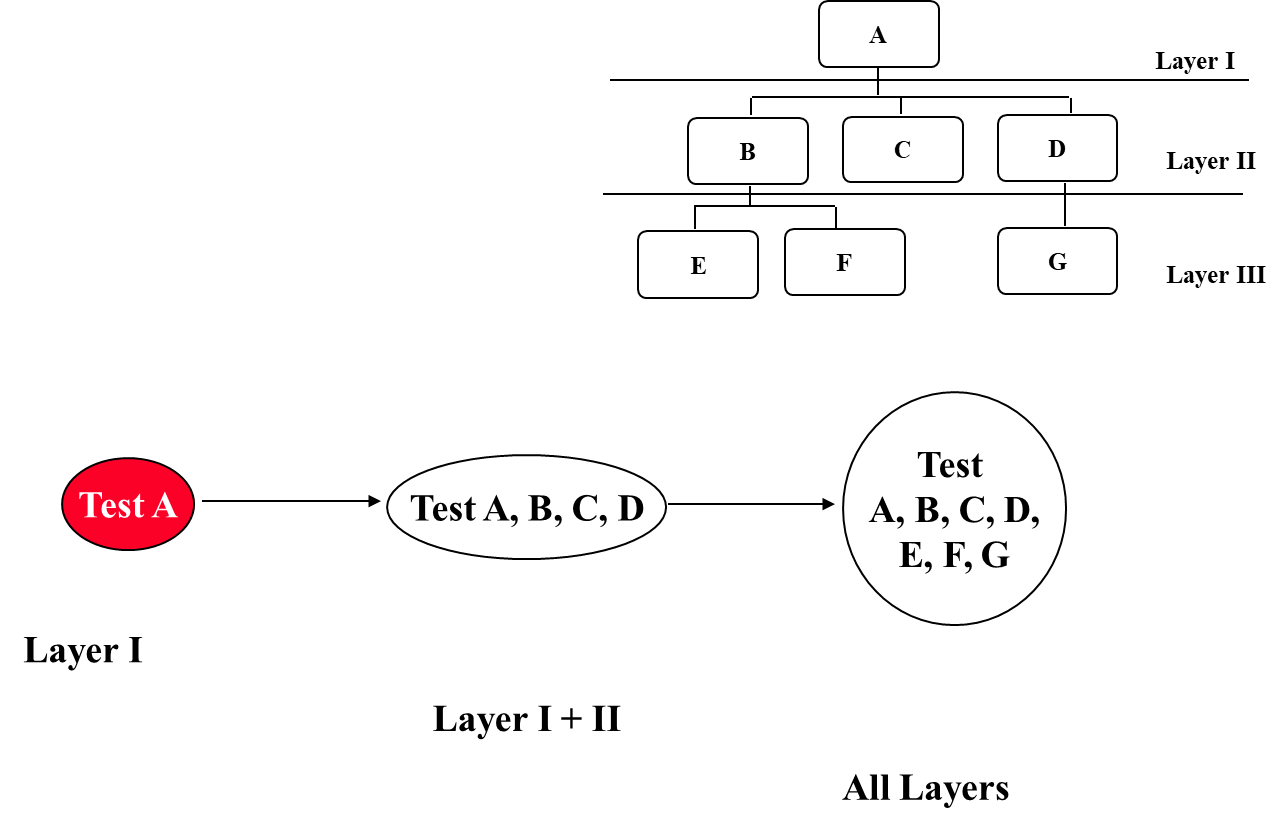 A
Layer I
B
C
D
Layer II
E
F
G
Layer III
Test A
Test A, B, C, D
Test
A, B, C, D,
E, F, G
Layer I
Layer I + II
All Layers